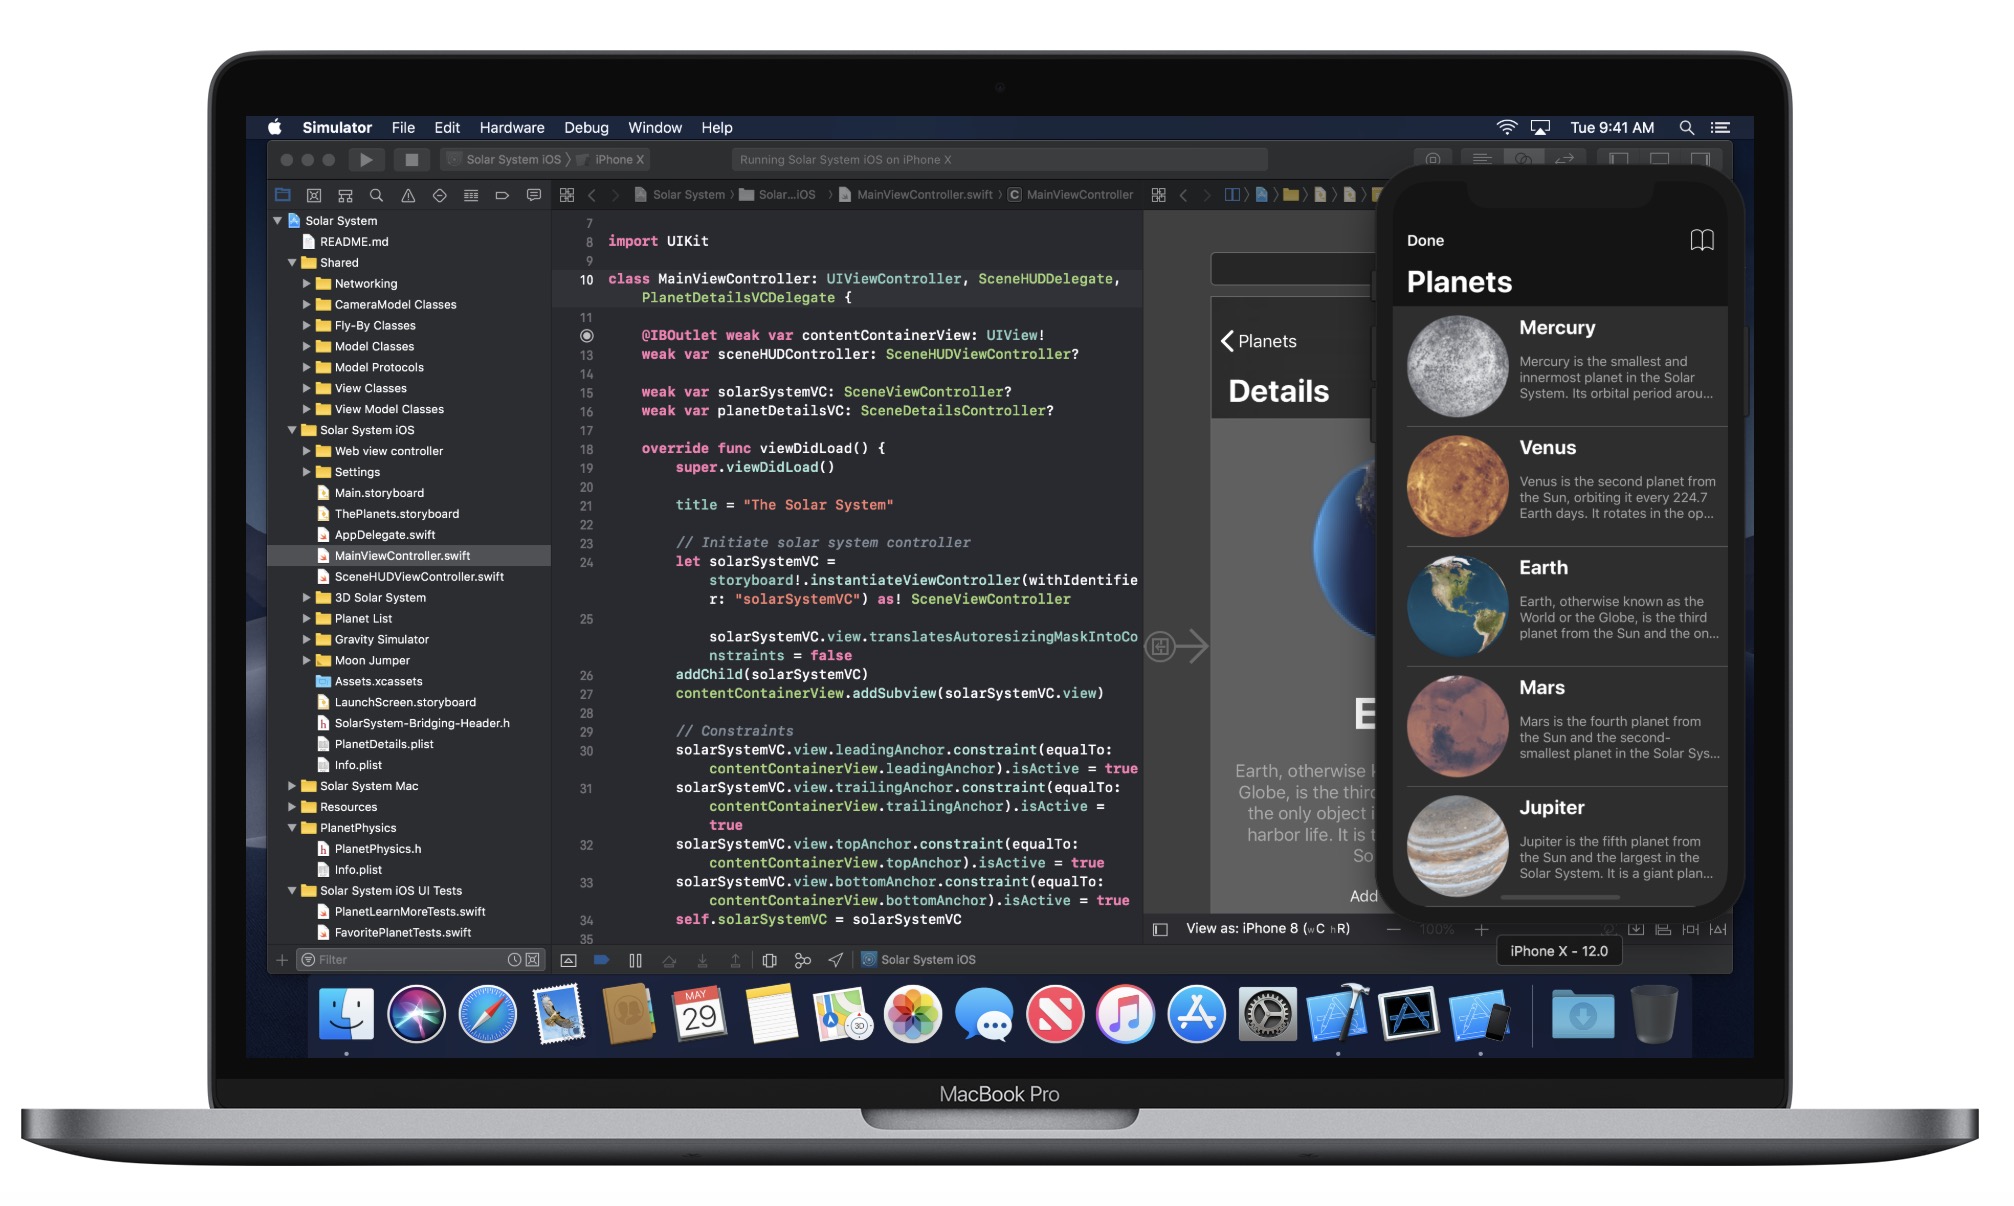 Simulator File Edit Hardware Debug Window Help
Tue 9:41 AM
Solar System iOS iPhone X
Running Solar System iOS on iPhone X
Solar System
README.md
Shared
Networking
CameraModel Classes
Fly-By Classes
Model Classes
Model Protocols
View Classes
View Model Classes
Solar System iOS
Web view controller
Settings
Main.storyboard
ThePlanets.storyboard
AppDelegate.swift
MainViewController.swift
SceneHUDViewController.swift
3D Solar System
Planet List
Gravity Simulator
Moon Jumper
Assets.xcassets
LaunchScreen.storyboard
SolarSystem-Bridging-Header.h
PlanetDetails.plist
Info.plist
Solar System Mac
Resources
PlanetPhysics
PlanetPhysics.h
Info.plist
Solar System iOS UI Tests
PlanetLearnMoreTests.swift
FavoritePlanetTests.swift
Filter
Solar System Solar...iOS MainViewController.swift C MainViewController
7
8 import UIKit
9
10 class MainViewController: UIViewController, SceneHUDDelegate,
PlanetDetailsVCDelegate {
11
@IBOutlet weak var contentContainerView: UIView!
13 weak var sceneHUDController: SceneHUDViewController?
14
15 weak var solarSystemVC: SceneViewController?
16 weak var planetDetailsVC: SceneDetailsController?
17
18 override func viewDidLoad() {
19 super.viewDidLoad()
20
21 title = "The Solar System"
22
23 // Initiate solar system controller
24 let solarSystemVC =
storyboard!.instantiateViewController(withIdentifie
r: "solarSystemVC") as! SceneViewController
25
solarSystemVC.view.translatesAutoresizingMaskIntoCo
nstraints = false
26 addChild(solarSystemVC)
27 contentContainerView.addSubview(solarSystemVC.view)
28
29 // Constraints
30 solarSystemVC.view.leadingAnchor.constraint(equalTo:
contentContainerView.leadingAnchor).isActive = true
31 solarSystemVC.view.trailingAnchor.constraint(equalTo:
contentContainerView.trailingAnchor).isActive =
true
32 solarSystemVC.view.topAnchor.constraint(equalTo:
contentContainerView.topAnchor).isActive = true
33 solarSystemVC.view.bottomAnchor.constraint(equalTo:
contentContainerView.bottomAnchor).isActive = true
34 self.solarSystemVC = solarSystemVC
35
Solar System iOS
Planets
Details
E
Earth, otherwise k
Globe, is the third
the only object i
harbor life. It is t
So
Add
View as: iPhone 8 (wC hR)
100%
Done
Planets
Mercury
Mercury is the smallest and
innermost planet in the Solar
System. Its orbital period arou...
Venus
Venus is the second planet from
the Sun, orbiting it every 224.7
Earth days. It rotates in the op...
Earth
Earth, otherwise known as the
World or the Globe, is the third
planet from the Sun and the on...
Mars
Mars is the fourth planet from
the Sun and the second-
smallest planet in the Solar Sys...
Jupiter
Jupiter is the fifth planet from
the Sun and the largest in the
Solar System. It is a giant plan...
iPhone X - 12.0
MAY
29
3D
MacBook Pro